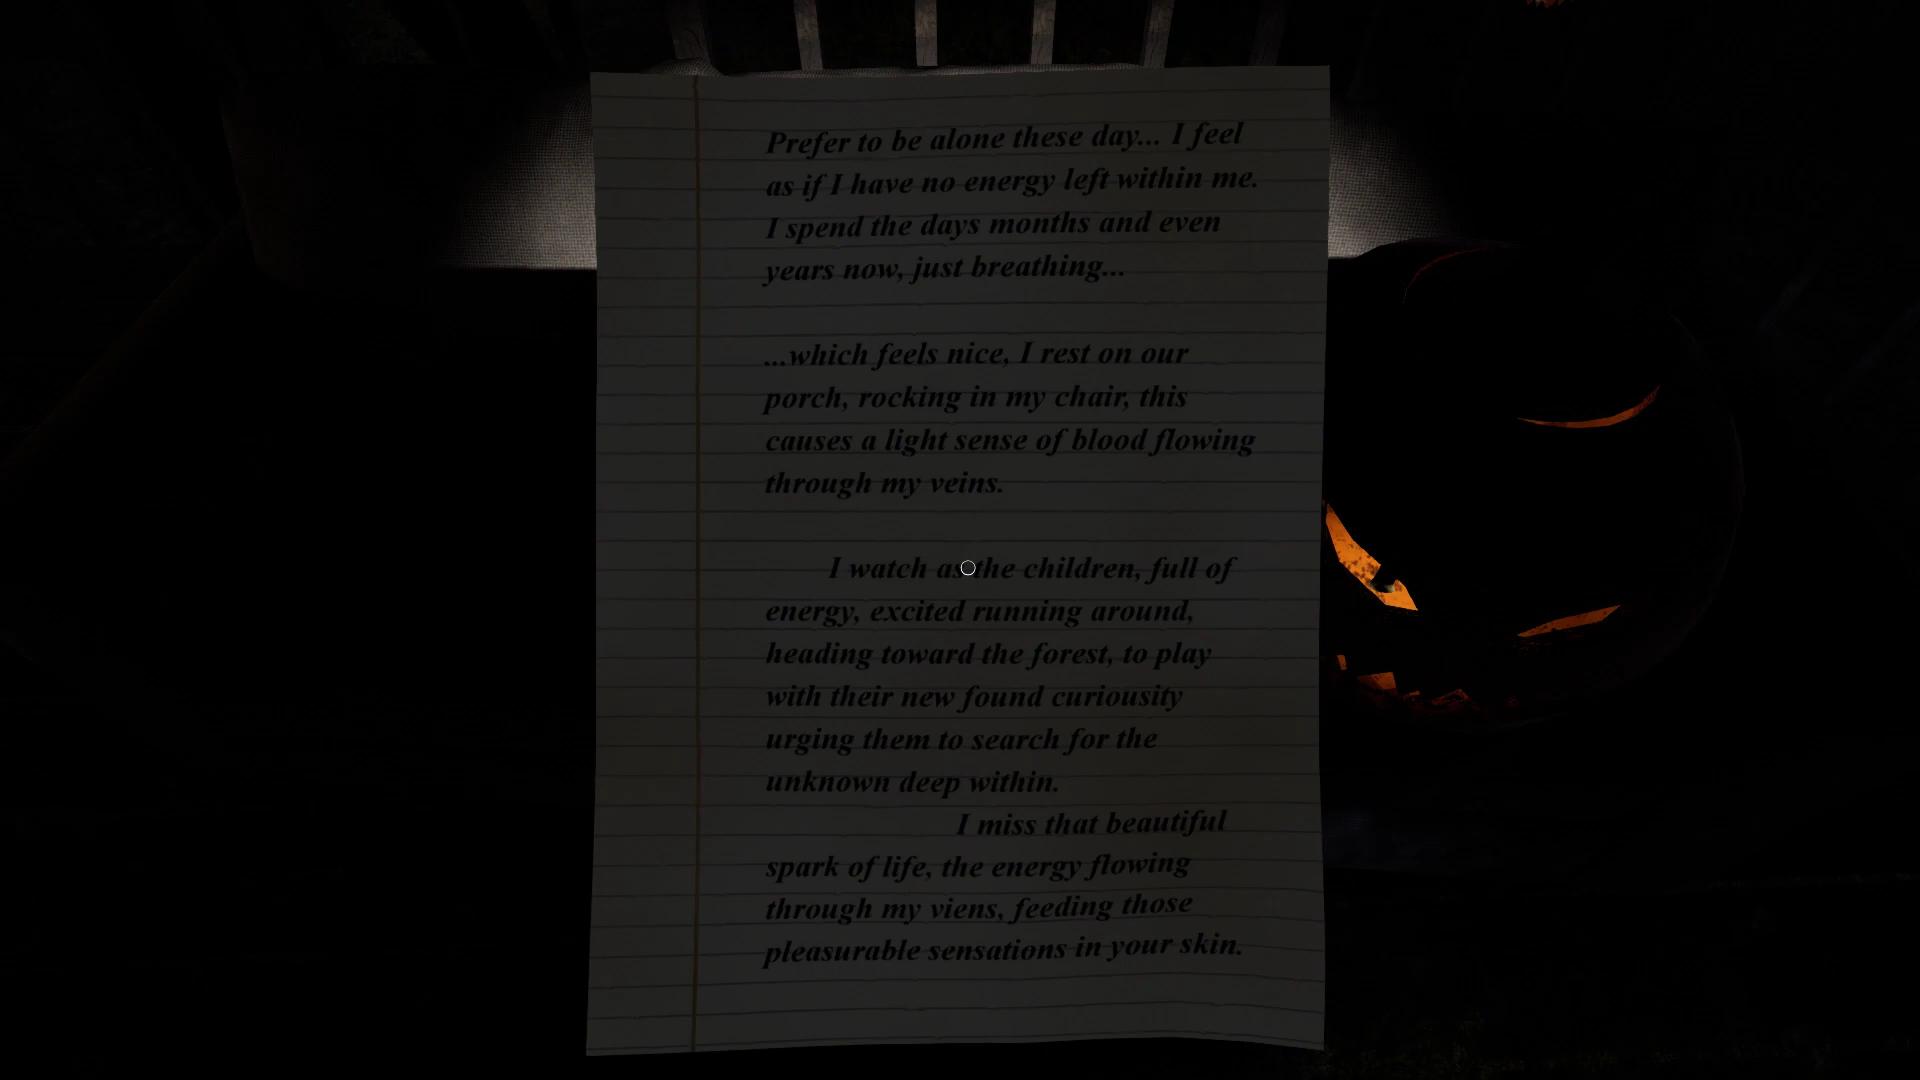 Prefer to be alone these day... I feel
as if I have no energy left within me.
I spend the days months and even
years now, just breathing...
...which feels nice, I rest on our
porch, rocking in my chair, this
causes a light sense of blood flowing
through my veins.
I watch as the children, full of
energy, excited running around,
heading toward the forest, to play
with their new found curiousity
urging them to search for the
unknown deep within.
I miss that beautiful
spark of life, the energy flowing
through my viens, feeding those
pleasurable sensations in your skin.